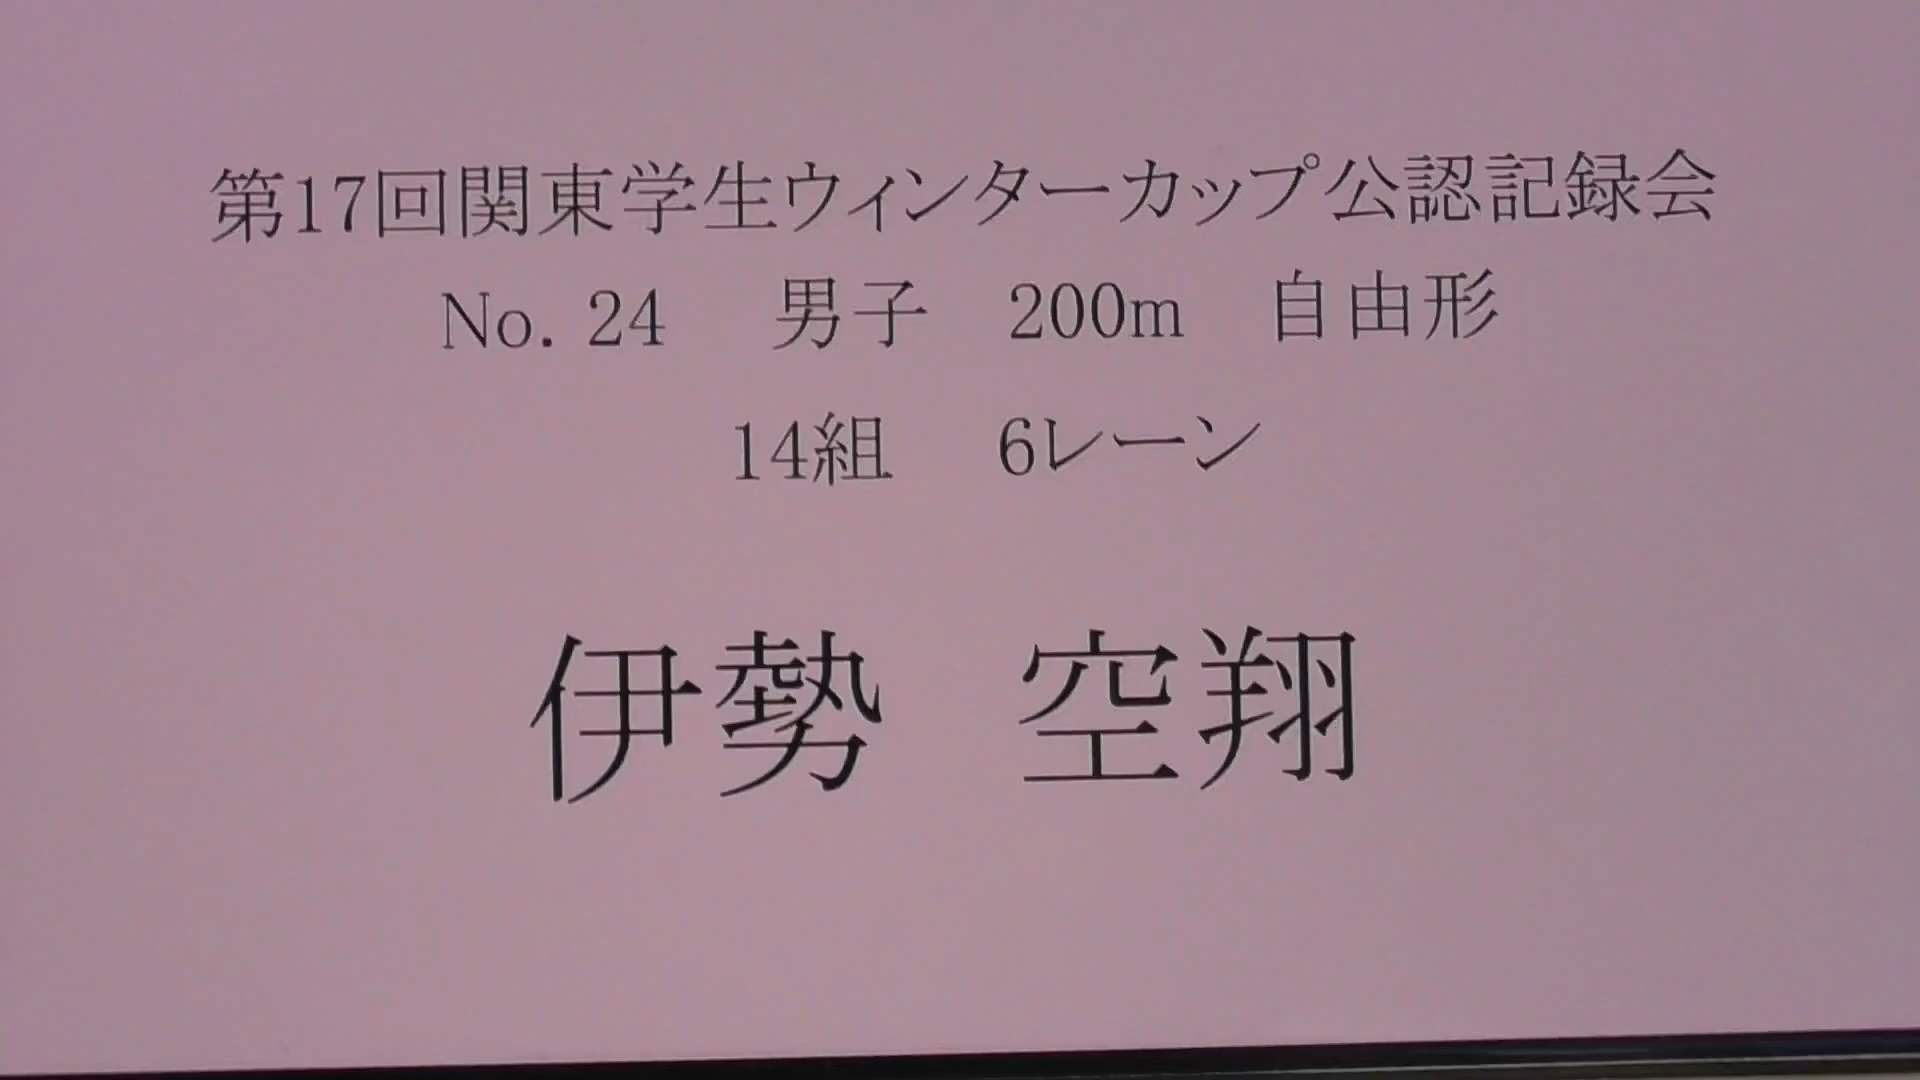 第17回関東学生ウィンターカップ公認記録会
No. 24　男子　200m　自由形
14組　6レーン
伊勢　空翔